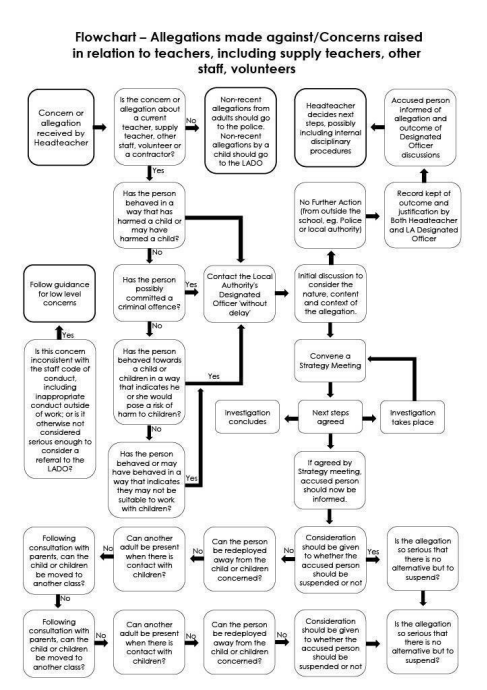 Flowchart – Allegations made against/Concerns raised
in relation to teachers, including supply teachers, other
staff, volunteers
Concern or
allegation
received by
Headteacher
Is the concern or
allegation about
a current
teacher, supply
teacher, other
staff, volunteer or
a contractor?
No
Non-recent
allegations from
adults should go
to the police.
Non-recent
allegations by a
child should go
to the LADO
Headteacher
decides next
steps, possibly
including internal
disciplinary
procedures
Accused person
informed of
allegation and
outcome of
Designated
Officer
discussions
Yes
Has the person
behaved in a
way that has
harmed a child or
may have
harmed a child?
No Further Action
(from outside the
school, eg. Police
or local authority)
Record kept of
outcome and
justification by
Both Headteacher
and LA Designated
Officer
No
Follow guidance
for low level
concerns
Has the person
possibly
committed a
criminal offence?
Yes
Contact the Local
Authority's
Designated
Officer 'without
delay'
Initial discussion to
consider the
nature, content
and context of
the allegation.
Yes
No
Is this concern
inconsistent with
the staff code of
conduct,
including
inappropriate
conduct outside
of work; or is it
otherwise not
considered
serious enough to
consider a
referral to the
LADO?
Has the person
behaved towards
a child or
children in a way
that indicates he
or she would
pose a risk of
harm to children?
Yes
Convene a
Strategy Meeting
Investigation
concludes
Next steps
agreed
Investigation
takes place
No
Has the person
behaved or may
have behaved in a
way that indicates
they may not be
suitable to work
with children?
Yes
If agreed by
Strategy meeting,
accused person
should now be
informed.
Following
consultation with
parents, can the
child or children
be moved to
another class?
No
Can another
adult be present
when there is
contact with
children?
No
Can the person
be redeployed
away from the
child or children
concerned?
No
Consideration
should be given
to whether the
accused person
should be
suspended or not
Yes
Is the allegation
so serious that
there is no
alternative but to
suspend?
No
Following
consultation with
parents, can the
child or children
be moved to
another class?
No
Can another
adult be present
when there is
contact with
children?
No
Can the person
be redeployed
away from the
child or children
concerned?
No
Consideration
should be given
to whether the
accused person
should be
suspended or not
Is the allegation
so serious that
there is no
alternative but to
suspend?